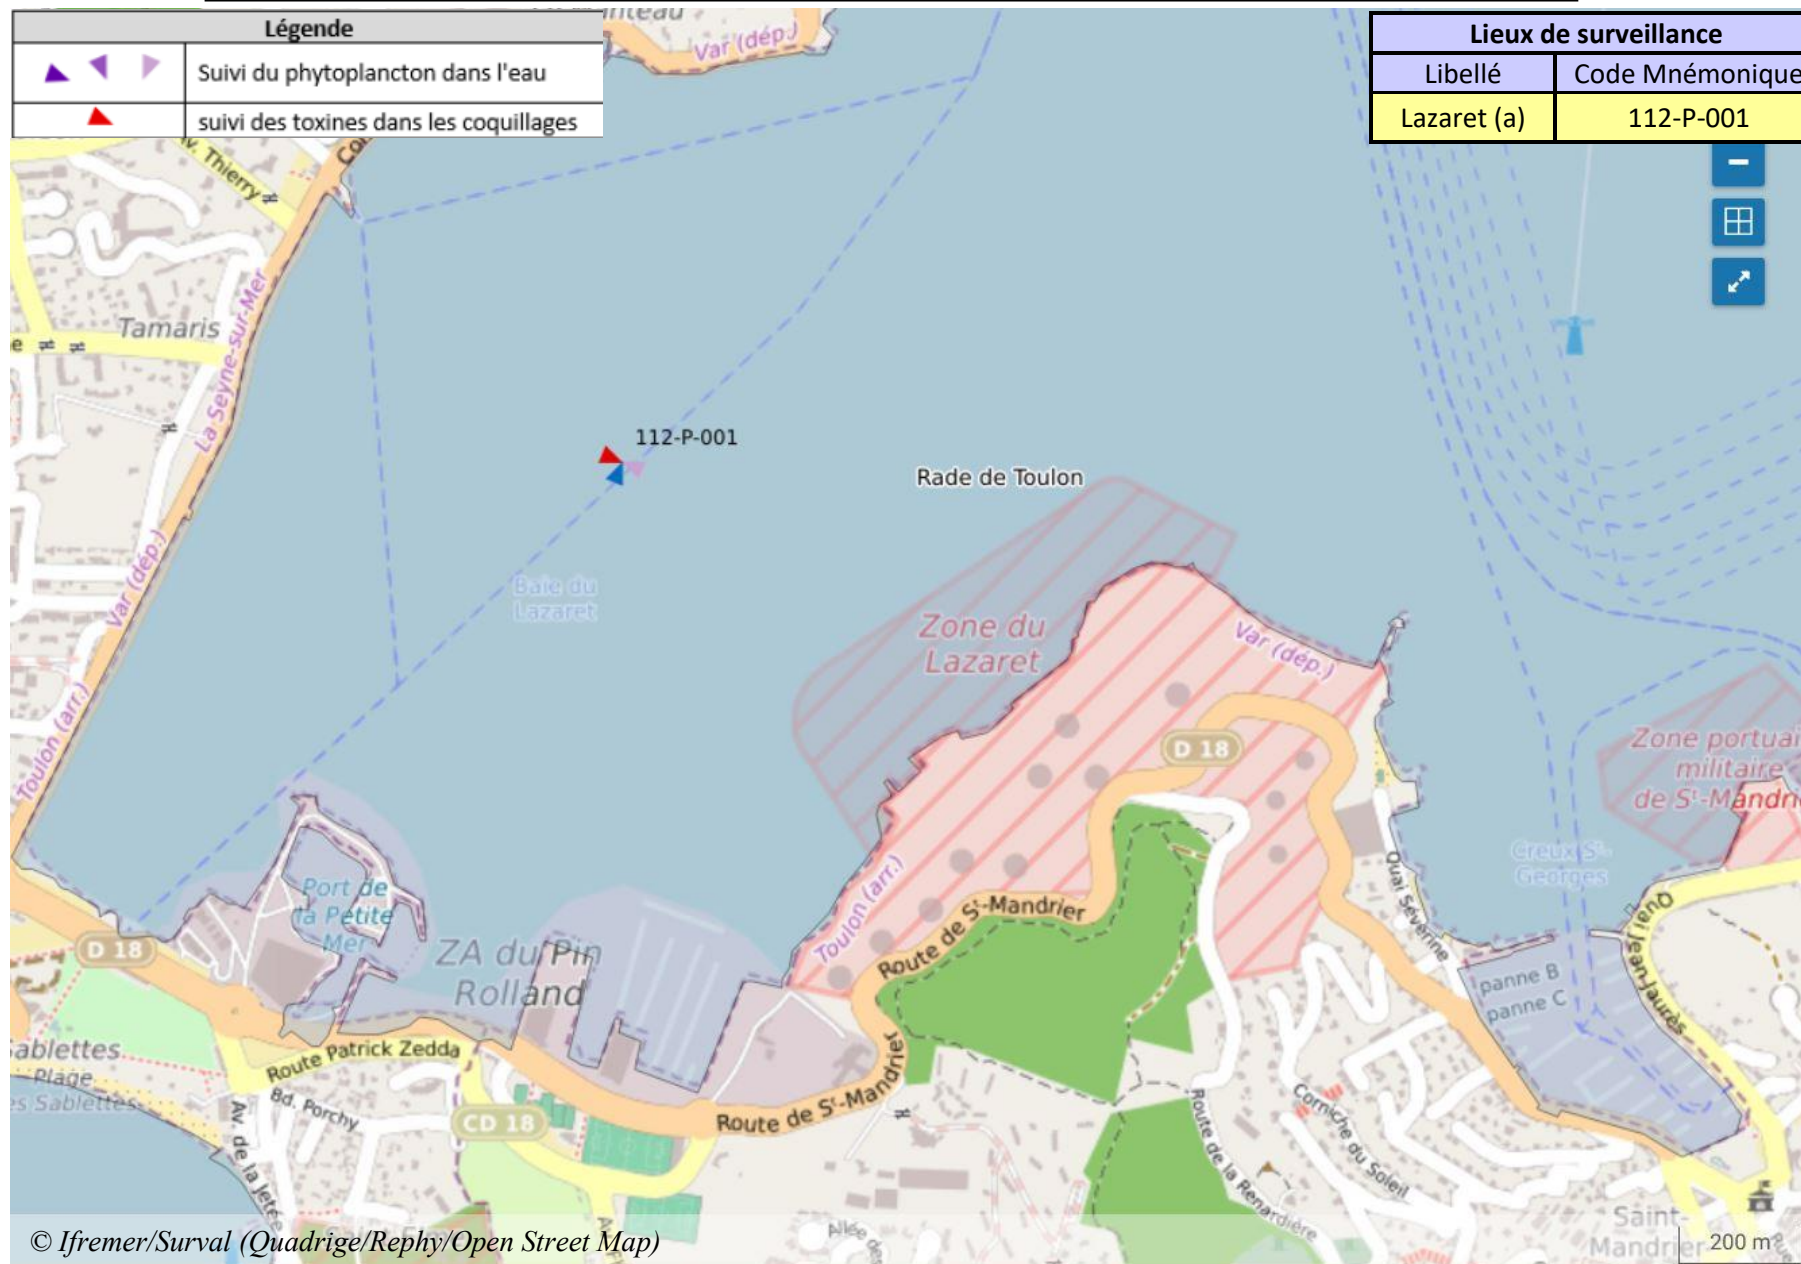 Légende
Suivi du phytoplancton dans l'eau
suivi des toxines dans les coquillages
Lieux de surveillance
Libellé
Code Mnémonique
Lazaret (a)
112-P-001
Var (dép.)
Av. Thierry
Tamaris
La Seyne-sur-Mer
112-P-001
Rade de Toulon
Baie du
Lazaret
Var (dép.)
Toulon (arr.)
Zone du
Lazaret
Var (dép.)
D 18
Toulon (arr.)
Zone portuai
militaire
de Sᵗ-Mandri
Creux Sᵗ-
Georges
Port de
la Petite
Mer
D 18
ZA du Pin
Rolland
Route de Sᵗ-Mandrier
Quai Séverine
Quai Jean Jaurès
panne B
panne C
ablettes
Plage
es Sablettes
Route Patrick Zedda
Bd. Porchy
Av. de la Jetée
CD 18
Route de Sᵗ-Mandrier
Route de la Renardière
Corniche du Soleil
Allée des
Saint-
Mandrier
200 m
© Ifremer/Surval (Quadrige/Rephy/Open Street Map)